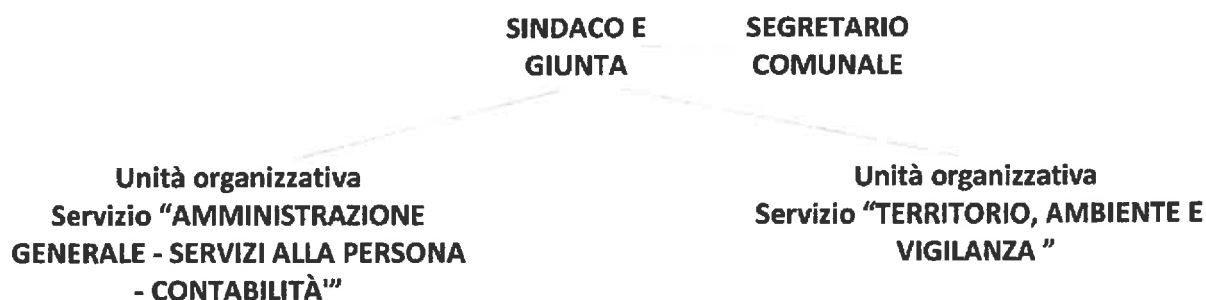 SINDACO E
GIUNTA
SEGRETARIO
COMUNALE
Unità organizzativa
Servizio “AMMINISTRAZIONE
GENERALE - SERVIZI ALLA PERSONA
- CONTABILITÀ'”
Unità organizzativa
Servizio “TERRITORIO, AMBIENTE E
VIGILANZA ”